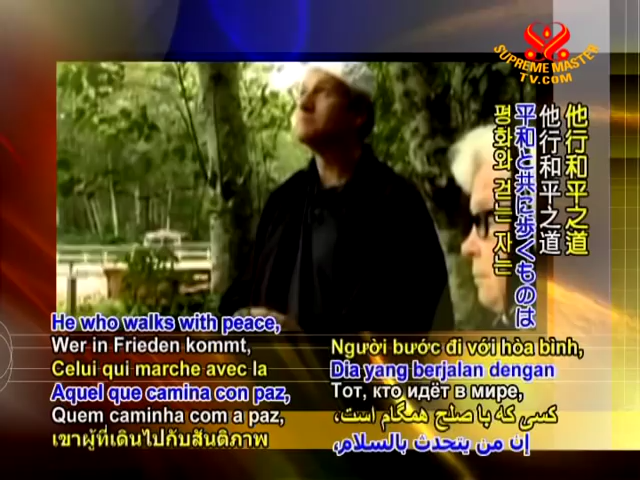 SUPREME MASTER
TV.COM
他行和平之道
他行和平之道
平和と共に歩くものは
평화와 걷는 자는
He who walks with peace,
Wer in Frieden kommt,
Celui qui marche avec la
Aquel que camina con paz,
Quem caminha com a paz,
เขาผู้ที่เดินไปกับสันติภาพ
Người bước đi với hòa bình,
Dia yang berjalan dengan
Тот, кто идёт в мире,
کسی که با صلح همگام است،
إن من يتحدث بالسلام،